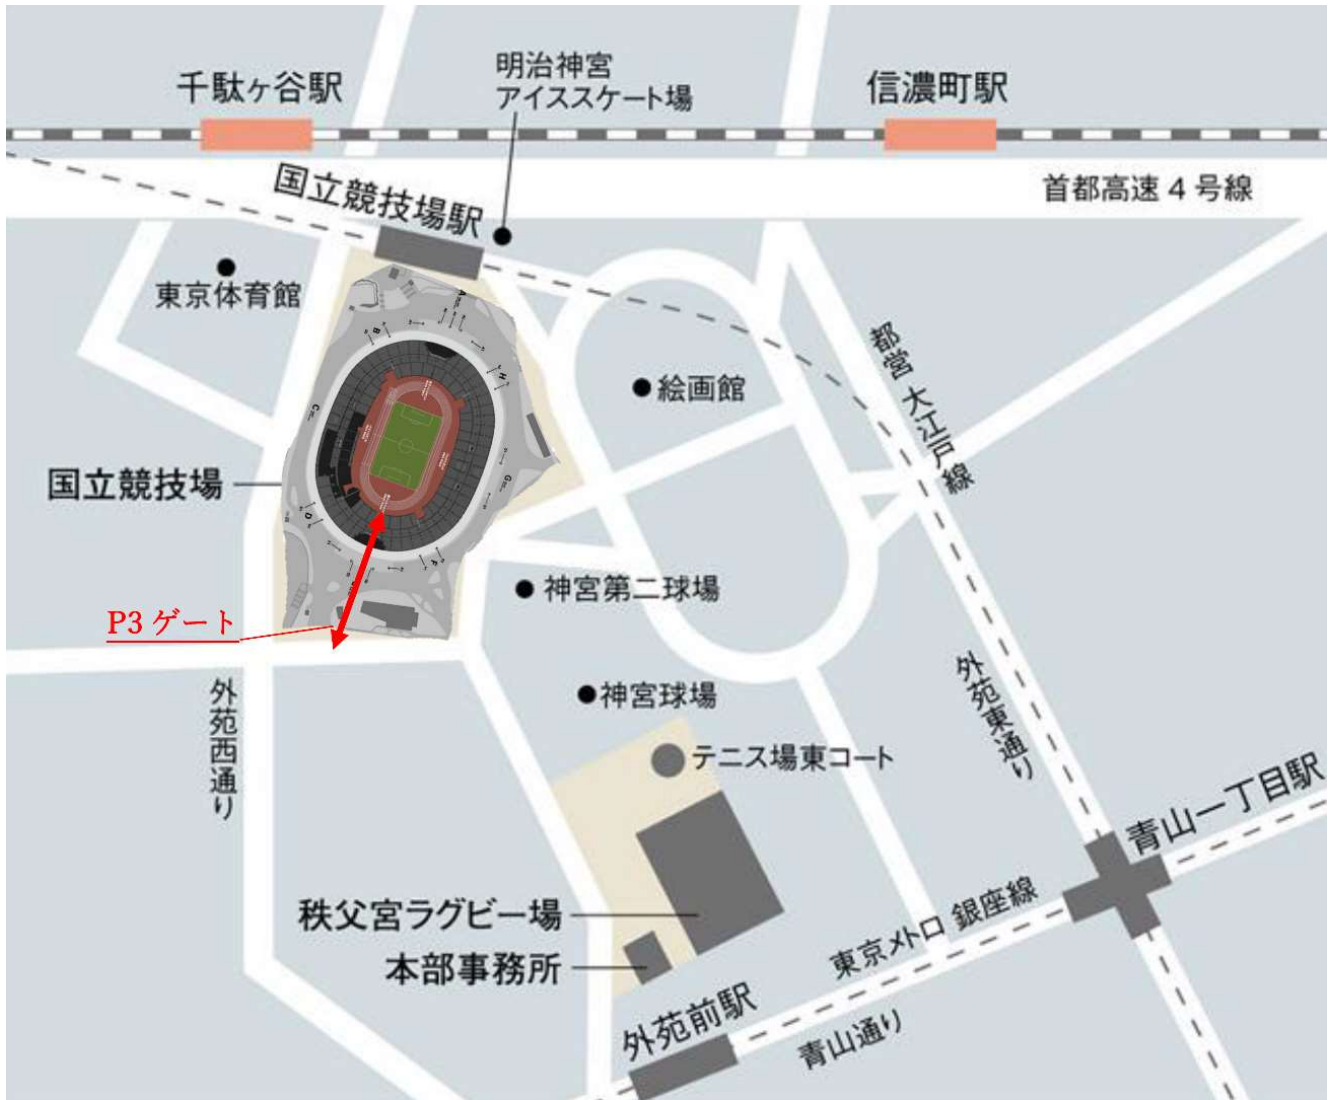 明治神宮
アイススケート場
千駄ヶ谷駅
信濃町駅
首都高速 4 号線
国立競技場駅
東京体育館
A
B
H
C
G
D
F
都営 大江戸線
絵画館
国立競技場
神宮第二球場
P3 ゲート
神宮球場
外苑西通り
外苑東通り
テニス場東コート
青山一丁目駅
秩父宮ラグビー場
本部事務所
東京メトロ 銀座線
外苑前駅
青山通り